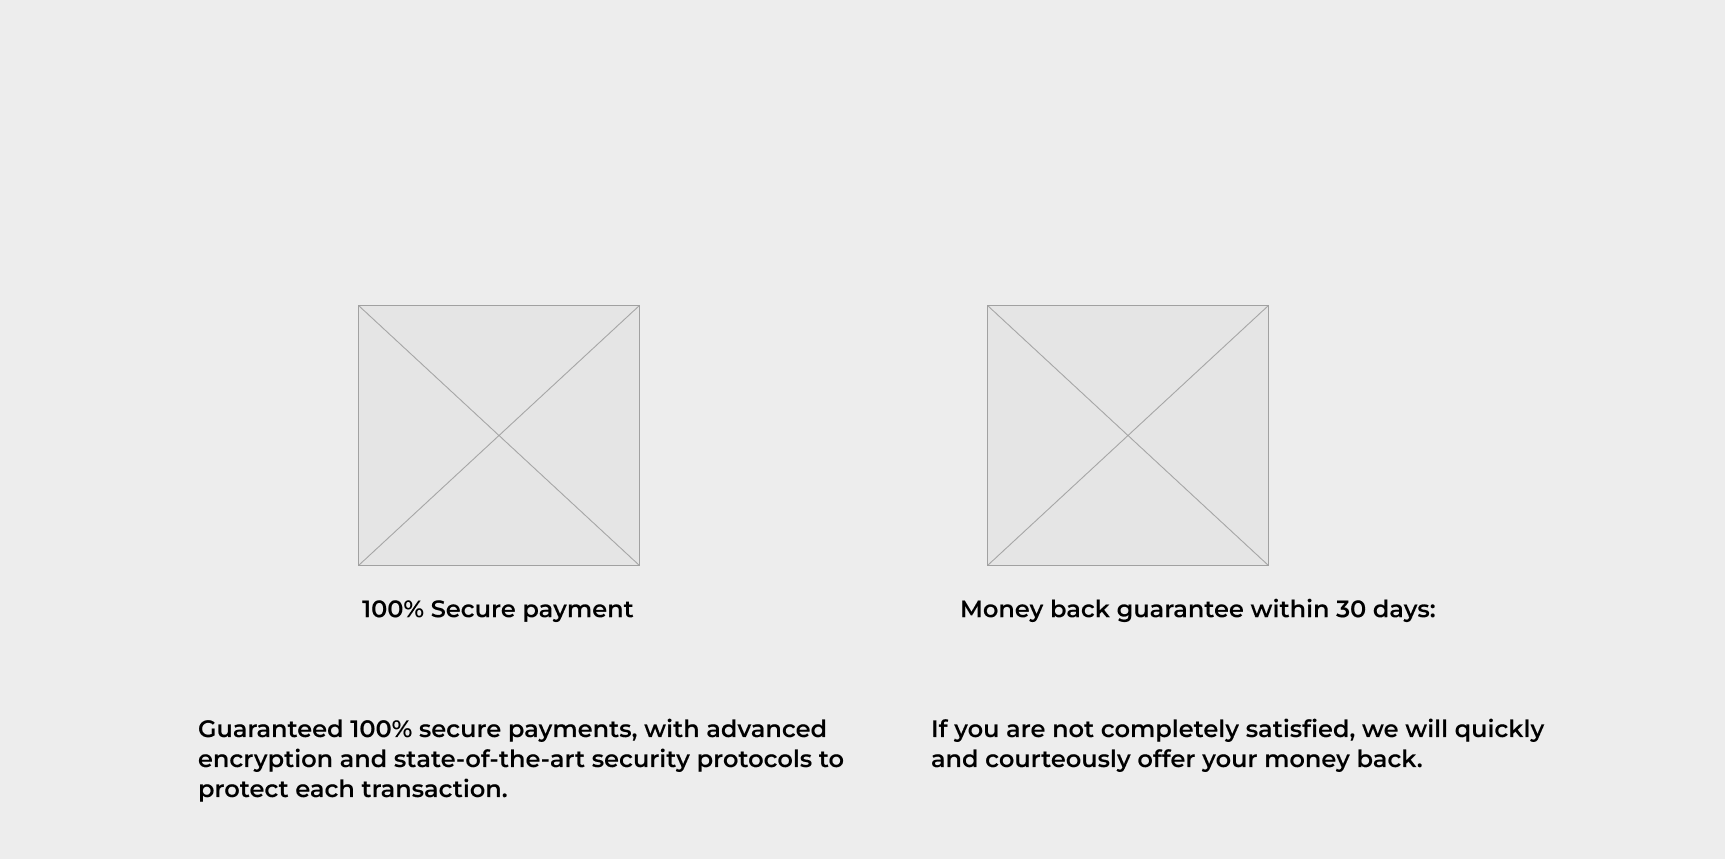 100% Secure payment
Money back guarantee within 30 days:
Guaranteed 100% secure payments, with advanced
encryption and state-of-the-art security protocols to
protect each transaction.
If you are not completely satisfied, we will quickly
and courteously offer your money back.